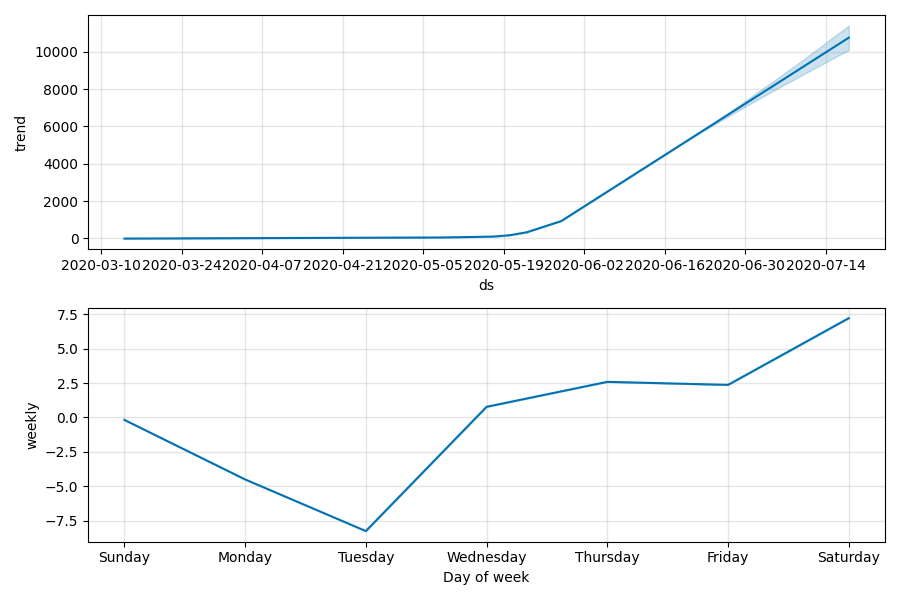 10000
8000
6000
4000
2000
0
trend
2020-03-10 2020-03-24 2020-04-07 2020-04-21 2020-05-05 2020-05-19 2020-06-02 2020-06-16 2020-06-30 2020-07-14
ds
7.5
5.0
2.5
0.0
−2.5
−5.0
−7.5
weekly
Sunday Monday Tuesday Wednesday Thursday Friday Saturday
Day of week